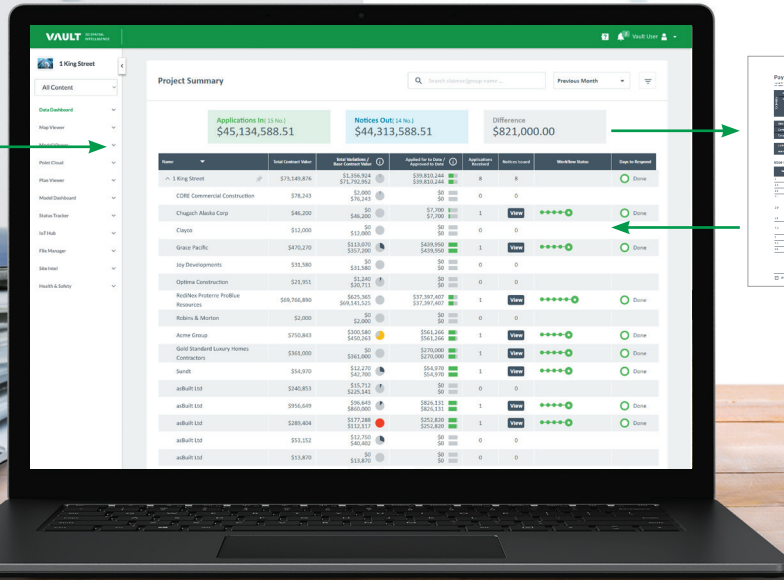 VAULT 3D SPATIAL INTELLIGENCE
Vault User
1 King Street
All Content
Data Dashboard
Map Viewer
Point Cloud
Plan Viewer
Model Dashboard
Status Tracker
IoT Hub
File Manager
Site Intel
Health & Safety
Project Summary
Search claims/group name...
Previous Month
Applications In( 15 No.)
$45,134,588.51
Notices Out( 14 No.)
$44,313,588.51
Difference
$821,000.00
Name Total Contract Value Total Variations / Base Contract Value Applied for to Date / Approved to Date Applications Received Notices Issued Workflow Status Days to Respond
1 King Street $73,149,876 $1,356,924 $71,792,952 $39,810,244 $39,810,244 8 8 Done
CORE Commercial Construction $78,243 $2,000 $76,243 $0 $0 0 0
Chugach Alaska Corp $46,200 $0 $46,200 $7,700 $7,700 1 View Done
Clayco $12,000 $0 $12,000 $0 $0 0 0
Grace Pacific $470,270 $113,070 $357,200 $439,950 $439,950 1 View Done
Joy Developments $31,580 $0 $31,580 $0 $0 0 0
Optima Construction $21,951 $1,240 $20,711 $0 $0 0 0
RediNex Proterre ProBlue Resources $69,766,890 $625,365 $69,141,525 $37,397,407 $37,397,407 1 View Done
Robins & Morton $2,000 $0 $2,000 $0 $0 0 0
Acme Group $750,843 $300,580 $450,263 $561,266 $561,266 1 View Done
Gold Standard Luxury Homes Contractors $361,000 $0 $361,000 $270,000 $270,000 1 View Done
Sundt $54,970 $12,270 $42,700 $54,970 $54,970 1 View Done
asBuilt Ltd $240,853 $15,712 $225,141 $0 $0 0 0
asBuilt Ltd $956,649 $96,649 $860,000 $826,131 $826,131 1 View Done
asBuilt Ltd $289,404 $177,288 $112,117 $252,820 $252,820 1 View Done
asBuilt Ltd $53,152 $12,750 $40,402 $0 $0 0 0
asBuilt Ltd $13,870 $0 $13,870 $0 $0 0 0